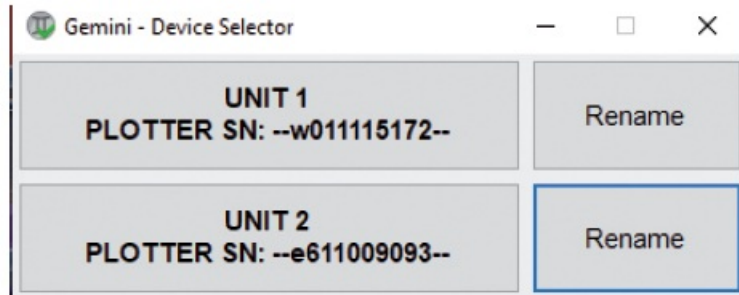 Gemini - Device Selector
UNIT 1
PLOTTER SN: --w011115172--
Rename
UNIT 2
PLOTTER SN: --e611009093--
Rename